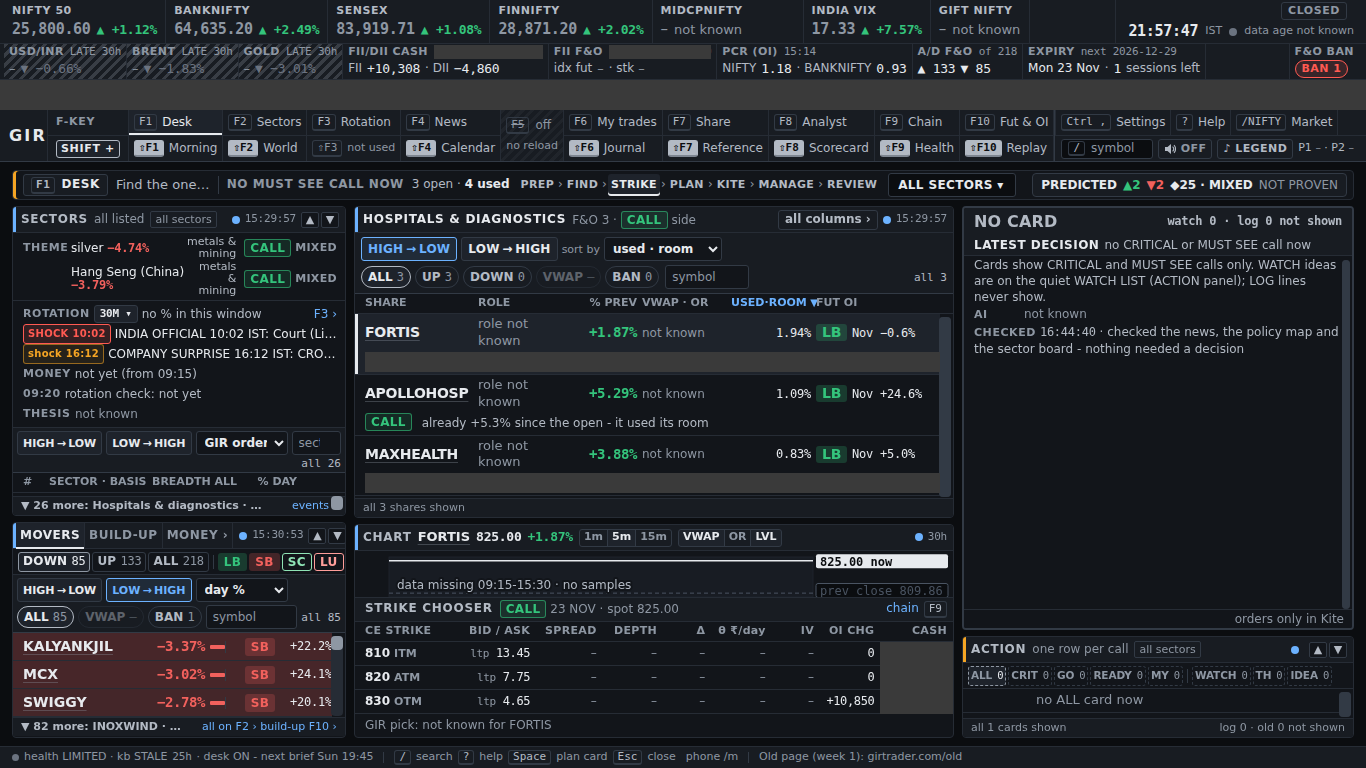 NIFTY 50 BANKNIFTY SENSEX FINNIFTY MIDCPNIFTY INDIA VIX GIFT NIFTY CLOSED
25,800.60 ▲ +1.12% 64,635.20 ▲ +2.49% 83,919.71 ▲ +1.08% 28,871.20 ▲ +2.02% – not known 17.33 ▲ +7.57% – not known 21:57:47 IST data age not known
USD/INR LATE 30h BRENT LATE 30h GOLD LATE 30h FII/DII CASH FII F&O PCR (OI) 15:14 A/D F&O of 218 EXPIRY next 2026-12-29 F&O BAN
– ▼ −0.66% – ▼ −1.83% – ▼ −3.01% FII +10,308 · DII −4,860 idx fut – · stk – NIFTY 1.18 · BANKNIFTY 0.93 ▲ 133 ▼ 85 Mon 23 Nov · 1 sessions left BAN 1
GIR F-KEY F1 Desk F2 Sectors F3 Rotation F4 News F5 off F6 My trades F7 Share F8 Analyst F9 Chain F10 Fut & OI Ctrl , Settings ? Help /NIFTY Market
SHIFT + ⇧F1 Morning ⇧F2 World ⇧F3 not used ⇧F4 Calendar no reload ⇧F6 Journal ⇧F7 Reference ⇧F8 Scorecard ⇧F9 Health ⇧F10 Replay / symbol OFF ♪ LEGEND P1 – · P2 –
F1 DESK Find the one… NO MUST SEE CALL NOW 3 open · 4 used PREP › FIND › STRIKE › PLAN › KITE › MANAGE › REVIEW ALL SECTORS ▾ PREDICTED ▲2 ▼2 ◆25 · MIXED NOT PROVEN
SECTORS all listed all sectors 15:29:57 ▲ ▼
THEME silver −4.74% metals & mining CALL MIXED
Hang Seng (China) −3.79% metals & mining CALL MIXED
ROTATION 30M ▾ no % in this window F3 ›
SHOCK 10:02 INDIA OFFICIAL 10:02 IST: Court (Li…
shock 16:12 COMPANY SURPRISE 16:12 IST: CRO…
MONEY not yet (from 09:15)
09:20 rotation check: not yet
THESIS not known
HIGH→LOW LOW→HIGH GIR order sect
all 26
# SECTOR · BASIS BREADTH ALL % DAY
▼ 26 more: Hospitals & diagnostics · … events
MOVERS BUILD-UP MONEY › 15:30:53 ▲ ▼
DOWN 85 UP 133 ALL 218 LB SB SC LU
HIGH→LOW LOW→HIGH day %
ALL 85 VWAP – BAN 1 symbol all 85
KALYANKJIL −3.37% SB +22.2%
MCX −3.02% SB +24.1%
SWIGGY −2.78% SB +20.1%
▼ 82 more: INOXWIND · … all on F2 › build-up F10 ›
HOSPITALS & DIAGNOSTICS F&O 3 · CALL side all columns › 15:29:57
HIGH→LOW LOW→HIGH sort by used · room
ALL 3 UP 3 DOWN 0 VWAP – BAN 0 symbol all 3
SHARE ROLE % PREV VWAP · OR USED·ROOM ▼ FUT OI
FORTIS role not known +1.87% not known 1.94% LB Nov −0.6%
APOLLOHOSP role not known +5.29% not known 1.09% LB Nov +24.6%
CALL already +5.3% since the open - it used its room
MAXHEALTH role not known +3.88% not known 0.83% LB Nov +5.0%
all 3 shares shown
CHART FORTIS 825.00 +1.87% 1m 5m 15m VWAP OR LVL 30h
825.00 now
data missing 09:15-15:30 · no samples
prev close 809.86
STRIKE CHOOSER CALL 23 NOV · spot 825.00 chain F9
CE STRIKE BID / ASK SPREAD DEPTH Δ θ ₹/day IV OI CHG CASH
810 ITM ltp 13.45 – – – – – 0
820 ATM ltp 7.75 – – – – – 0
830 OTM ltp 4.65 – – – – – +10,850
GIR pick: not known for FORTIS
NO CARD watch 0 · log 0 not shown
LATEST DECISION no CRITICAL or MUST SEE call now
Cards show CRITICAL and MUST SEE calls only. WATCH ideas
are on the quiet WATCH LIST (ACTION panel); LOG lines
never show.
AI not known
CHECKED 16:44:40 · checked the news, the policy map and
the sector board - nothing needed a decision
orders only in Kite
ACTION one row per call all sectors ▲ ▼
ALL 0 CRIT 0 GO 0 READY 0 MY 0 WATCH 0 TH 0 IDEA 0
no ALL card now
all 1 cards shown log 0 · old 0 not shown
health LIMITED · kb STALE 25h · desk ON - next brief Sun 19:45 / search ? help Space plan card Esc close phone /m Old page (week 1): girtrader.com/old